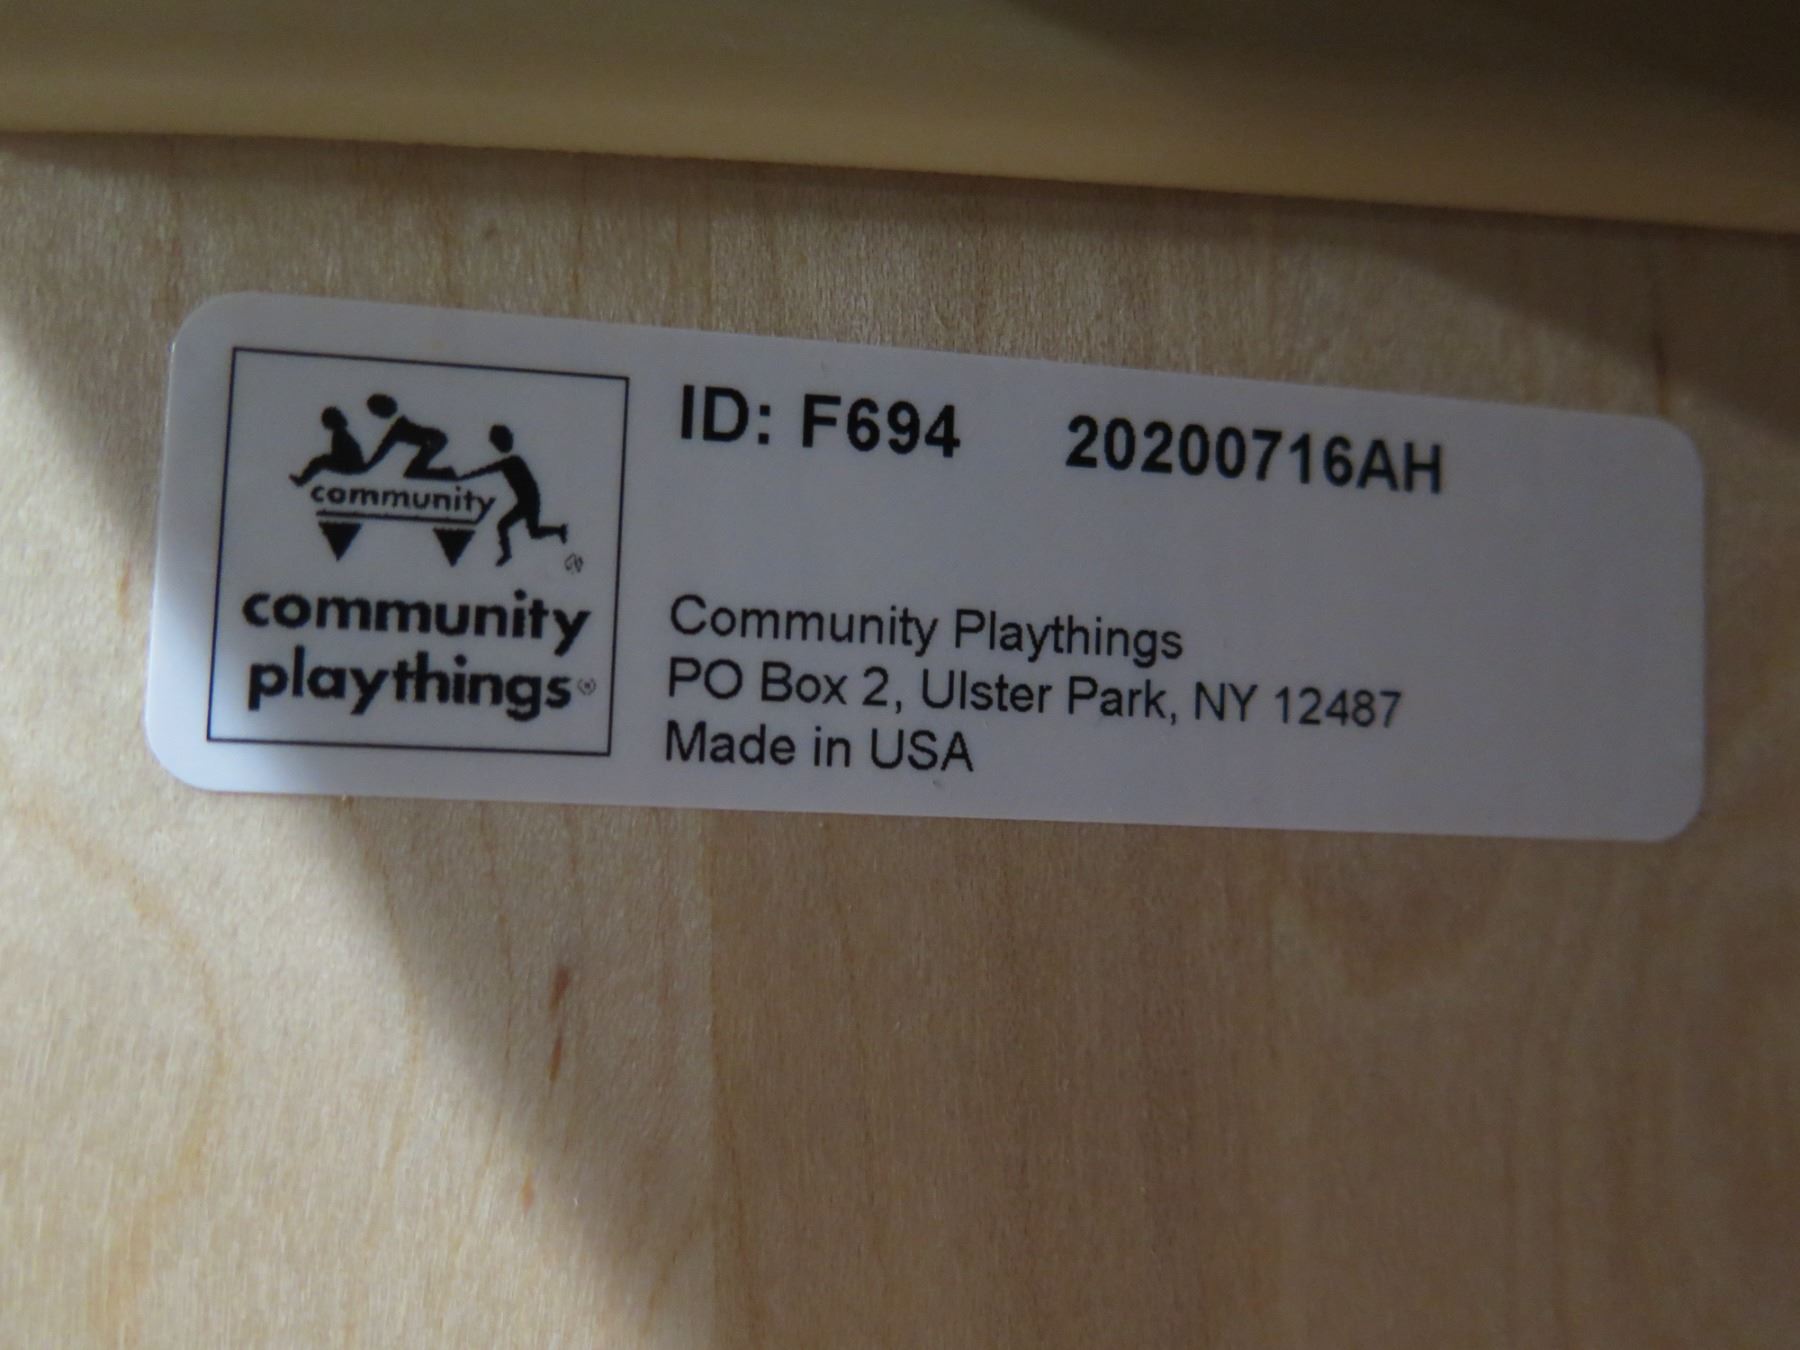 community
community
playthings
ID: F694 20200716AH
Community Playthings
PO Box 2, Ulster Park, NY 12487
Made in USA